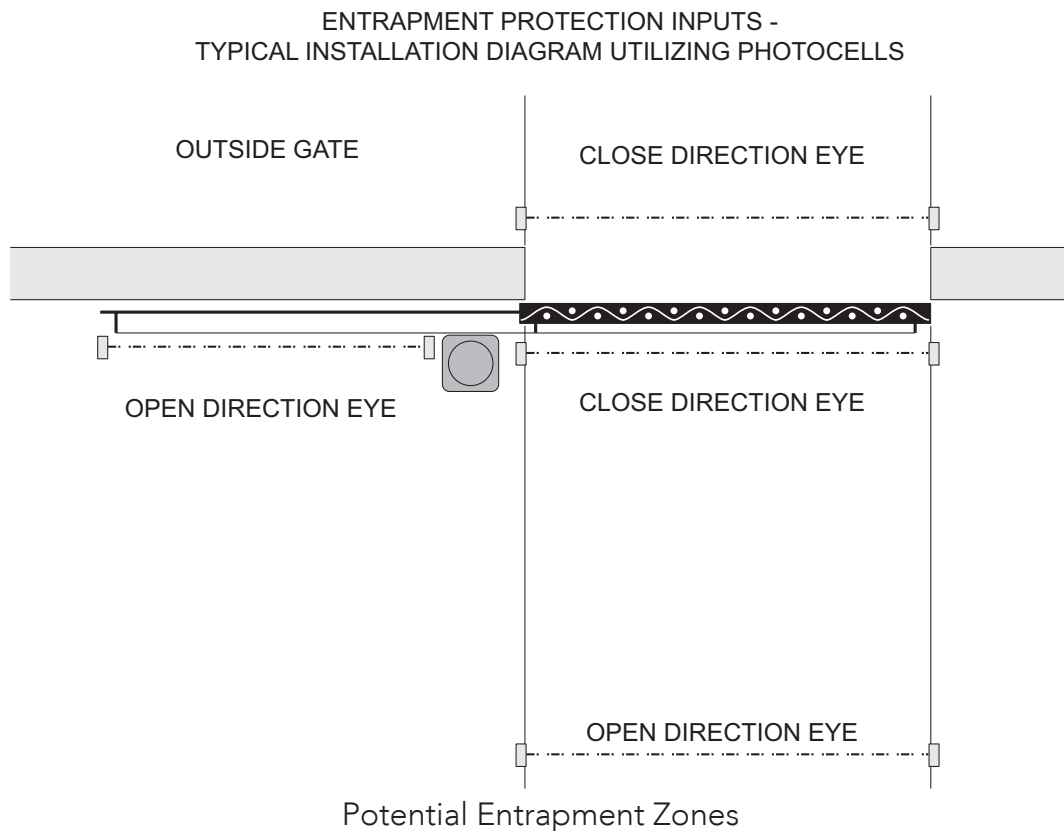 ENTRAPMENT PROTECTION INPUTS -
TYPICAL INSTALLATION DIAGRAM UTILIZING PHOTOCELLS
OUTSIDE GATE
CLOSE DIRECTION EYE
OPEN DIRECTION EYE
CLOSE DIRECTION EYE
OPEN DIRECTION EYE
Potential Entrapment Zones